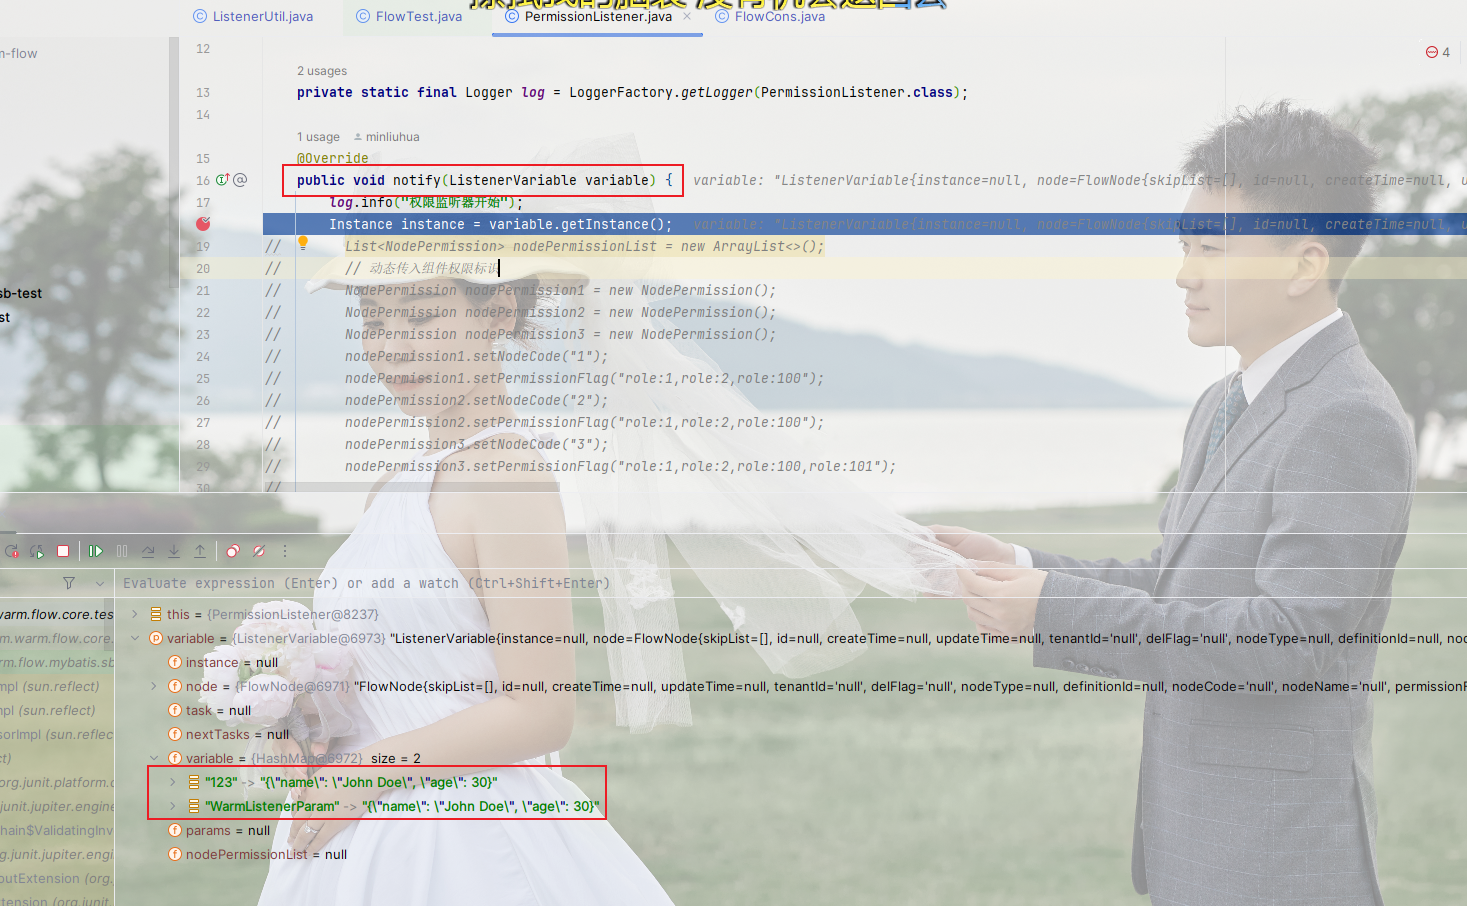 ListenerUtil.java FlowTest.java PermissionListener.java × FlowCons.java
m-flow
4
12
2 usages
13 private static final Logger log = LoggerFactory.getLogger(PermissionListener.class);
14
1 usage minliuhua
15 @Override
16 public void notify(ListenerVariable variable) { variable: "ListenerVariable{instance=null, node=FlowNode{skipList=[], id=null, createTime=null, u
17 log.info("权限监听器开始");
Instance instance = variable.getInstance(); variable: "ListenerVariable{instance=null, node=FlowNode{skipList=[], id=null, createTime=null, u
19 // List<NodePermission> nodePermissionList = new ArrayList<>();
20 // // 动态传入组件权限标识
21 // NodePermission nodePermission1 = new NodePermission();
22 // NodePermission nodePermission2 = new NodePermission();
23 // NodePermission nodePermission3 = new NodePermission();
24 // nodePermission1.setNodeCode("1");
25 // nodePermission1.setPermissionFlag("role:1,role:2,role:100");
26 // nodePermission2.setNodeCode("2");
27 // nodePermission2.setPermissionFlag("role:1,role:2,role:100");
28 // nodePermission3.setNodeCode("3");
29 // nodePermission3.setPermissionFlag("role:1,role:2,role:100,role:101");
30 //
sb-test
st
Evaluate expression (Enter) or add a watch (Ctrl+Shift+Enter)
warm.flow.core.tes
m.warm.flow.core.
rm.flow.mybatis.sb
mpl (sun.reflect)
mpl (sun.reflect)
sorImpl (sun.reflec
ct)
org.junit.platform.c
junit.jupiter.engine
hain$ValidatingInv
g.junit.jupiter.engi
outExtension (org.
tension (org.junit.
this = {PermissionListener@8237}
variable = {ListenerVariable@6973} "ListenerVariable{instance=null, node=FlowNode{skipList=[], id=null, createTime=null, updateTime=null, tenantId='null', delFlag='null', nodeType=null, definitionId=null, nod
instance = null
node = {FlowNode@6971} "FlowNode{skipList=[], id=null, createTime=null, updateTime=null, tenantId='null', delFlag='null', nodeType=null, definitionId=null, nodeCode='null', nodeName='null', permissionF
task = null
nextTasks = null
variable = {HashMap@6972} size = 2
"123" -> "{\"name\": \"John Doe\", \"age\": 30}"
"WarmListenerParam" -> "{\"name\": \"John Doe\", \"age\": 30}"
params = null
nodePermissionList = null